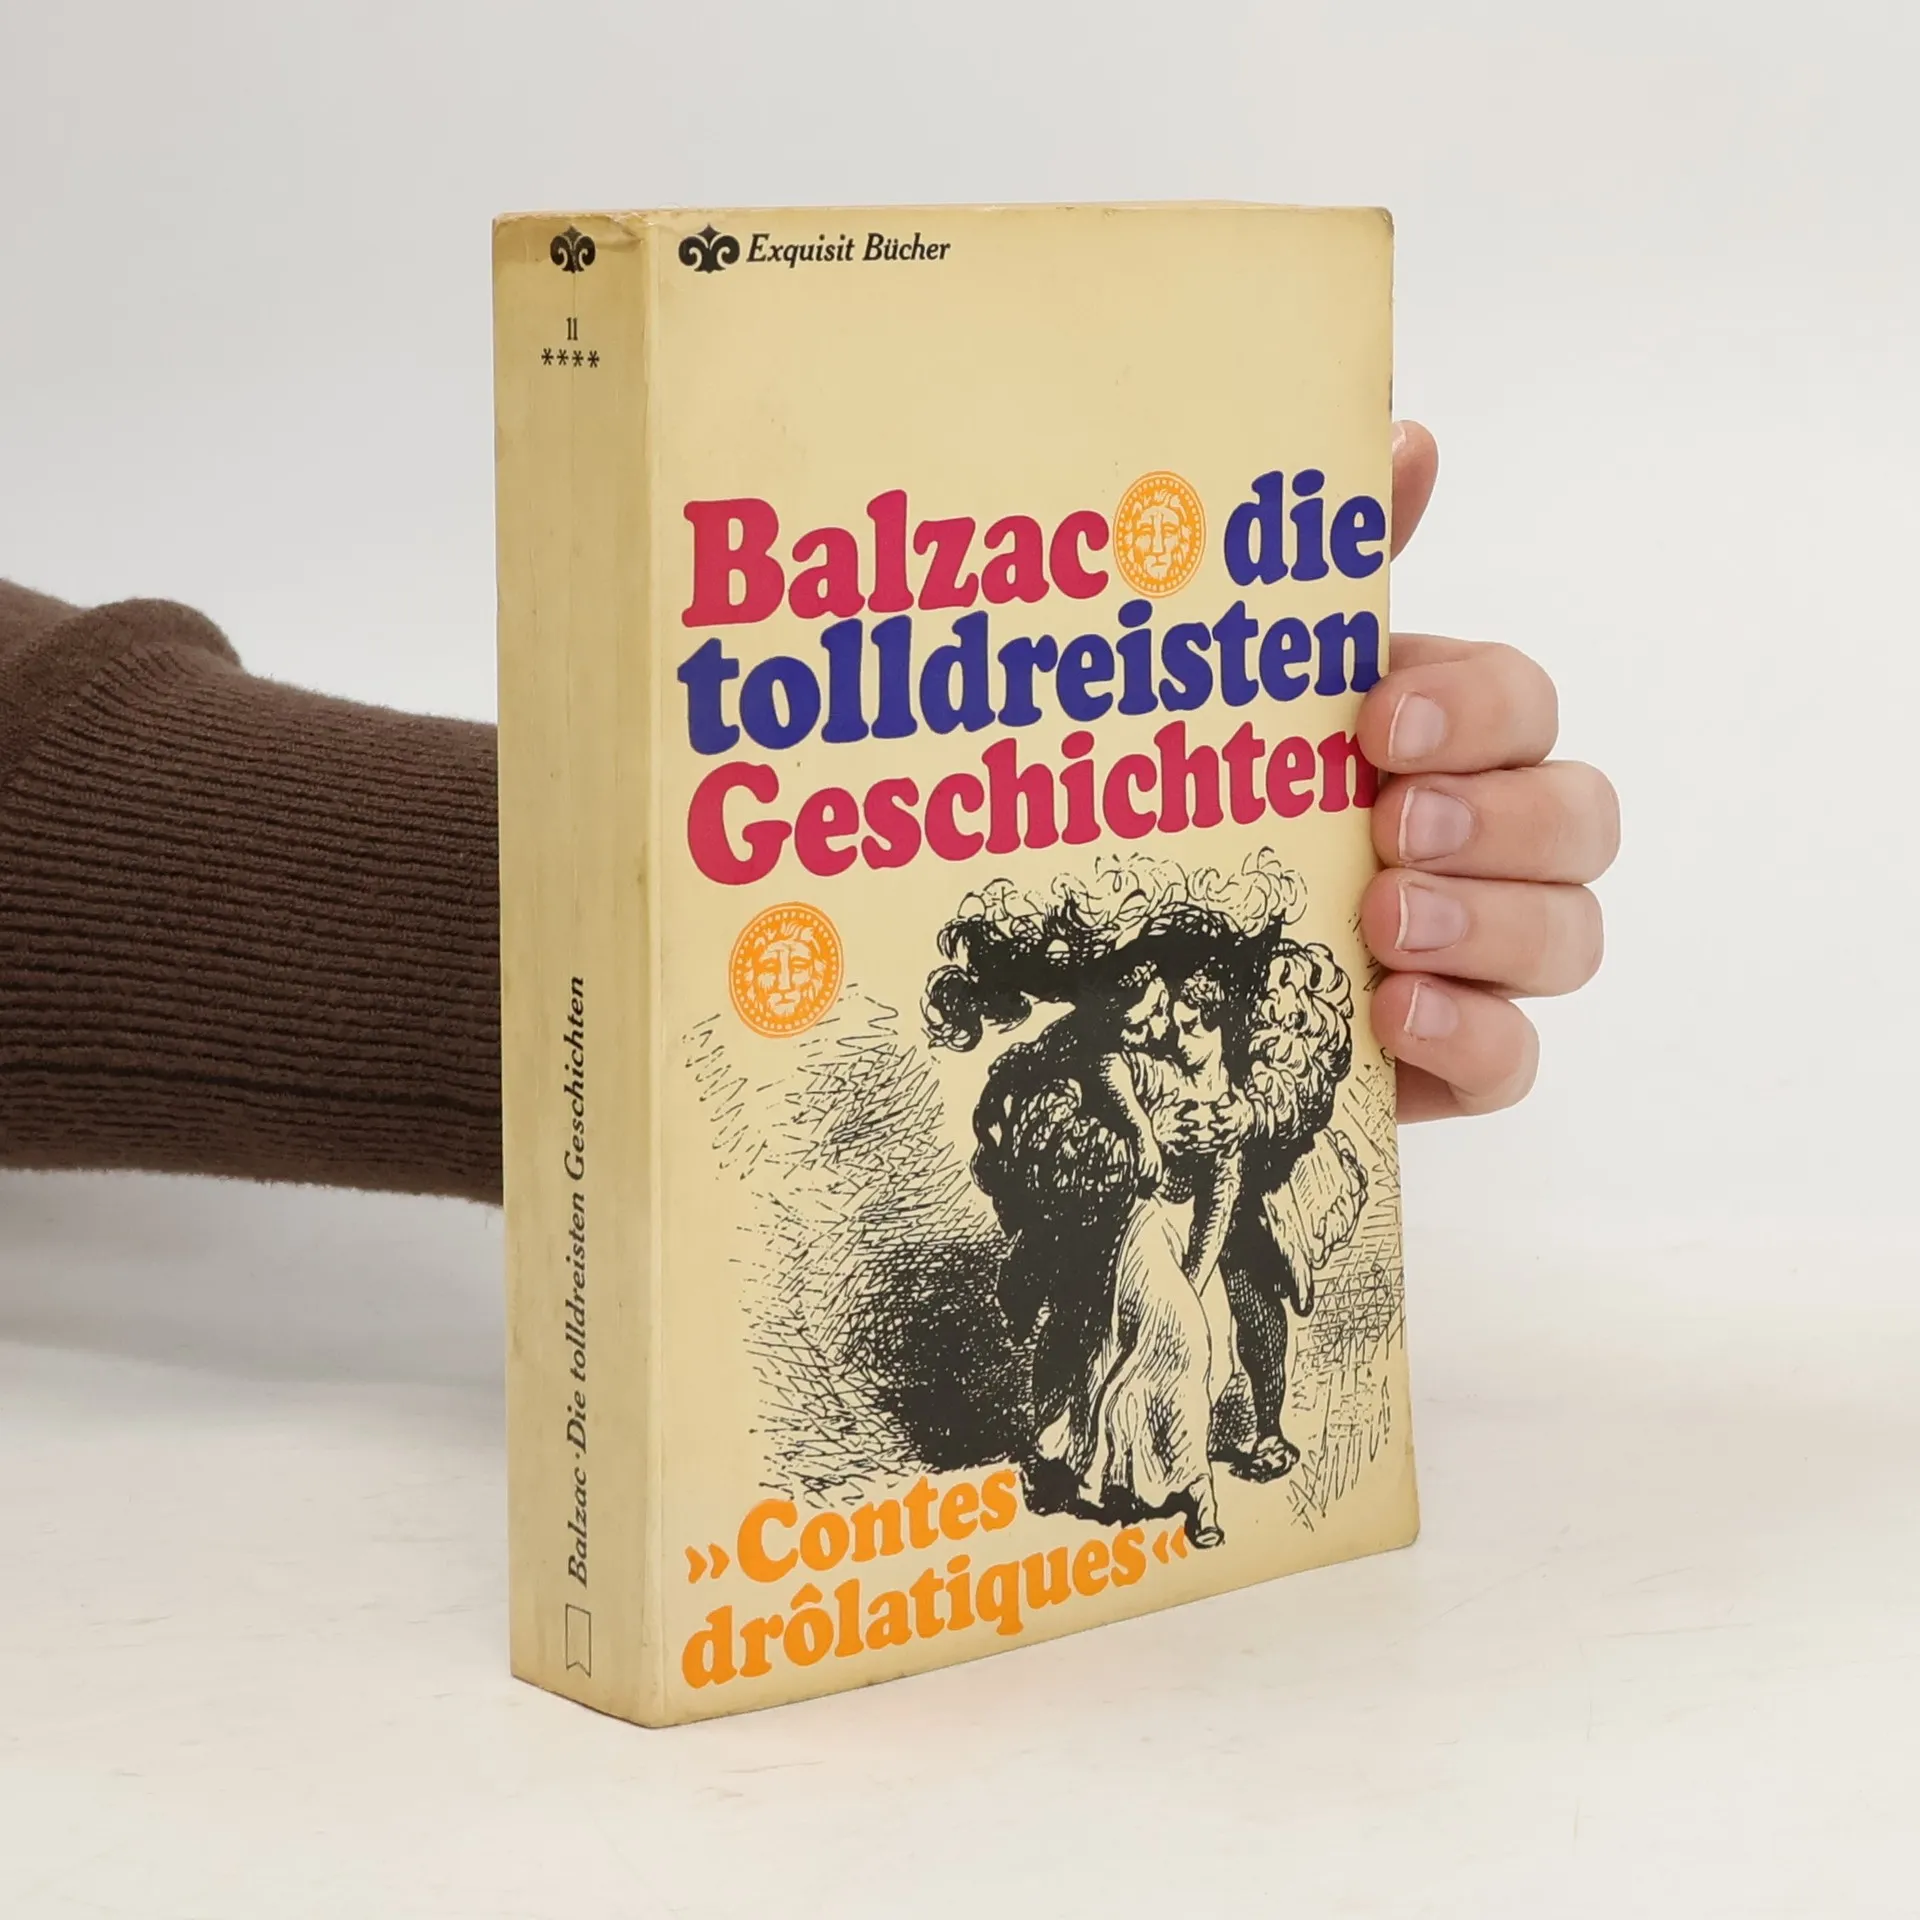 11
****
Balzac · Die tolldreisten Geschichten
Exquisit Bücher
Balzac die
tolldreisten
Geschichten
»Contes
drôlatiques«